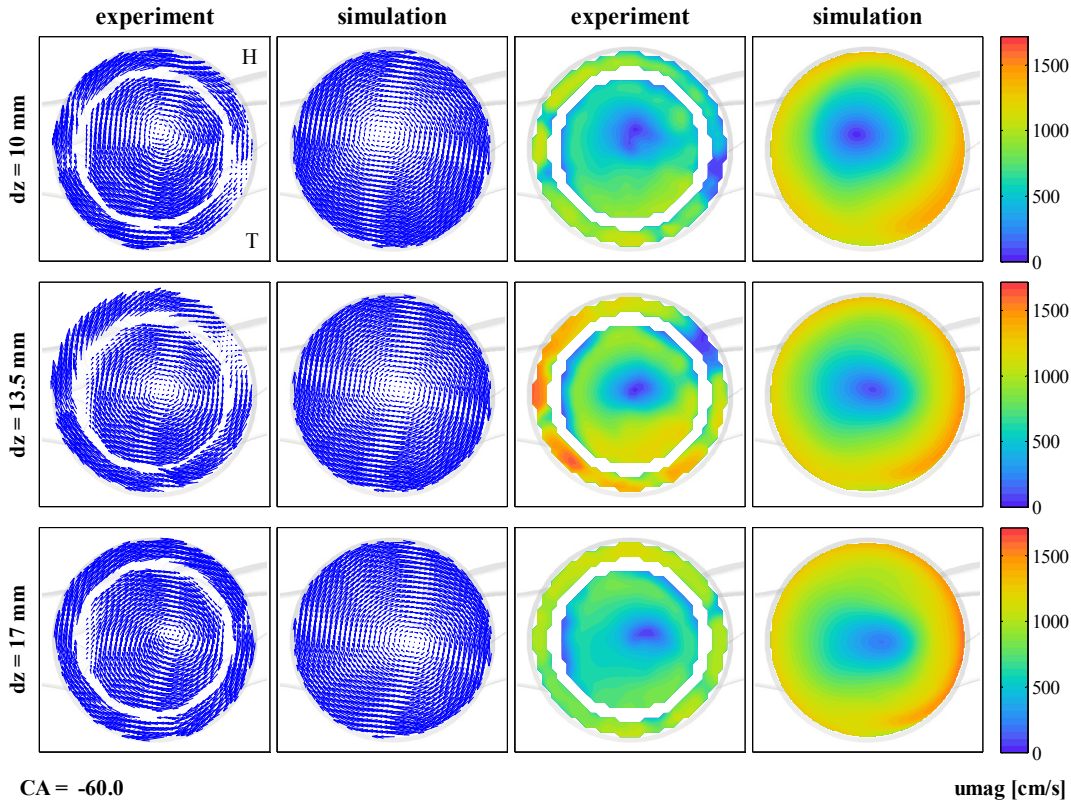 experiment simulation experiment simulation
H
T
dz = 10 mm
1500
1000
500
0
dz = 13.5 mm
1500
1000
500
0
dz = 17 mm
1500
1000
500
0
CA = -60.0 umag [cm/s]